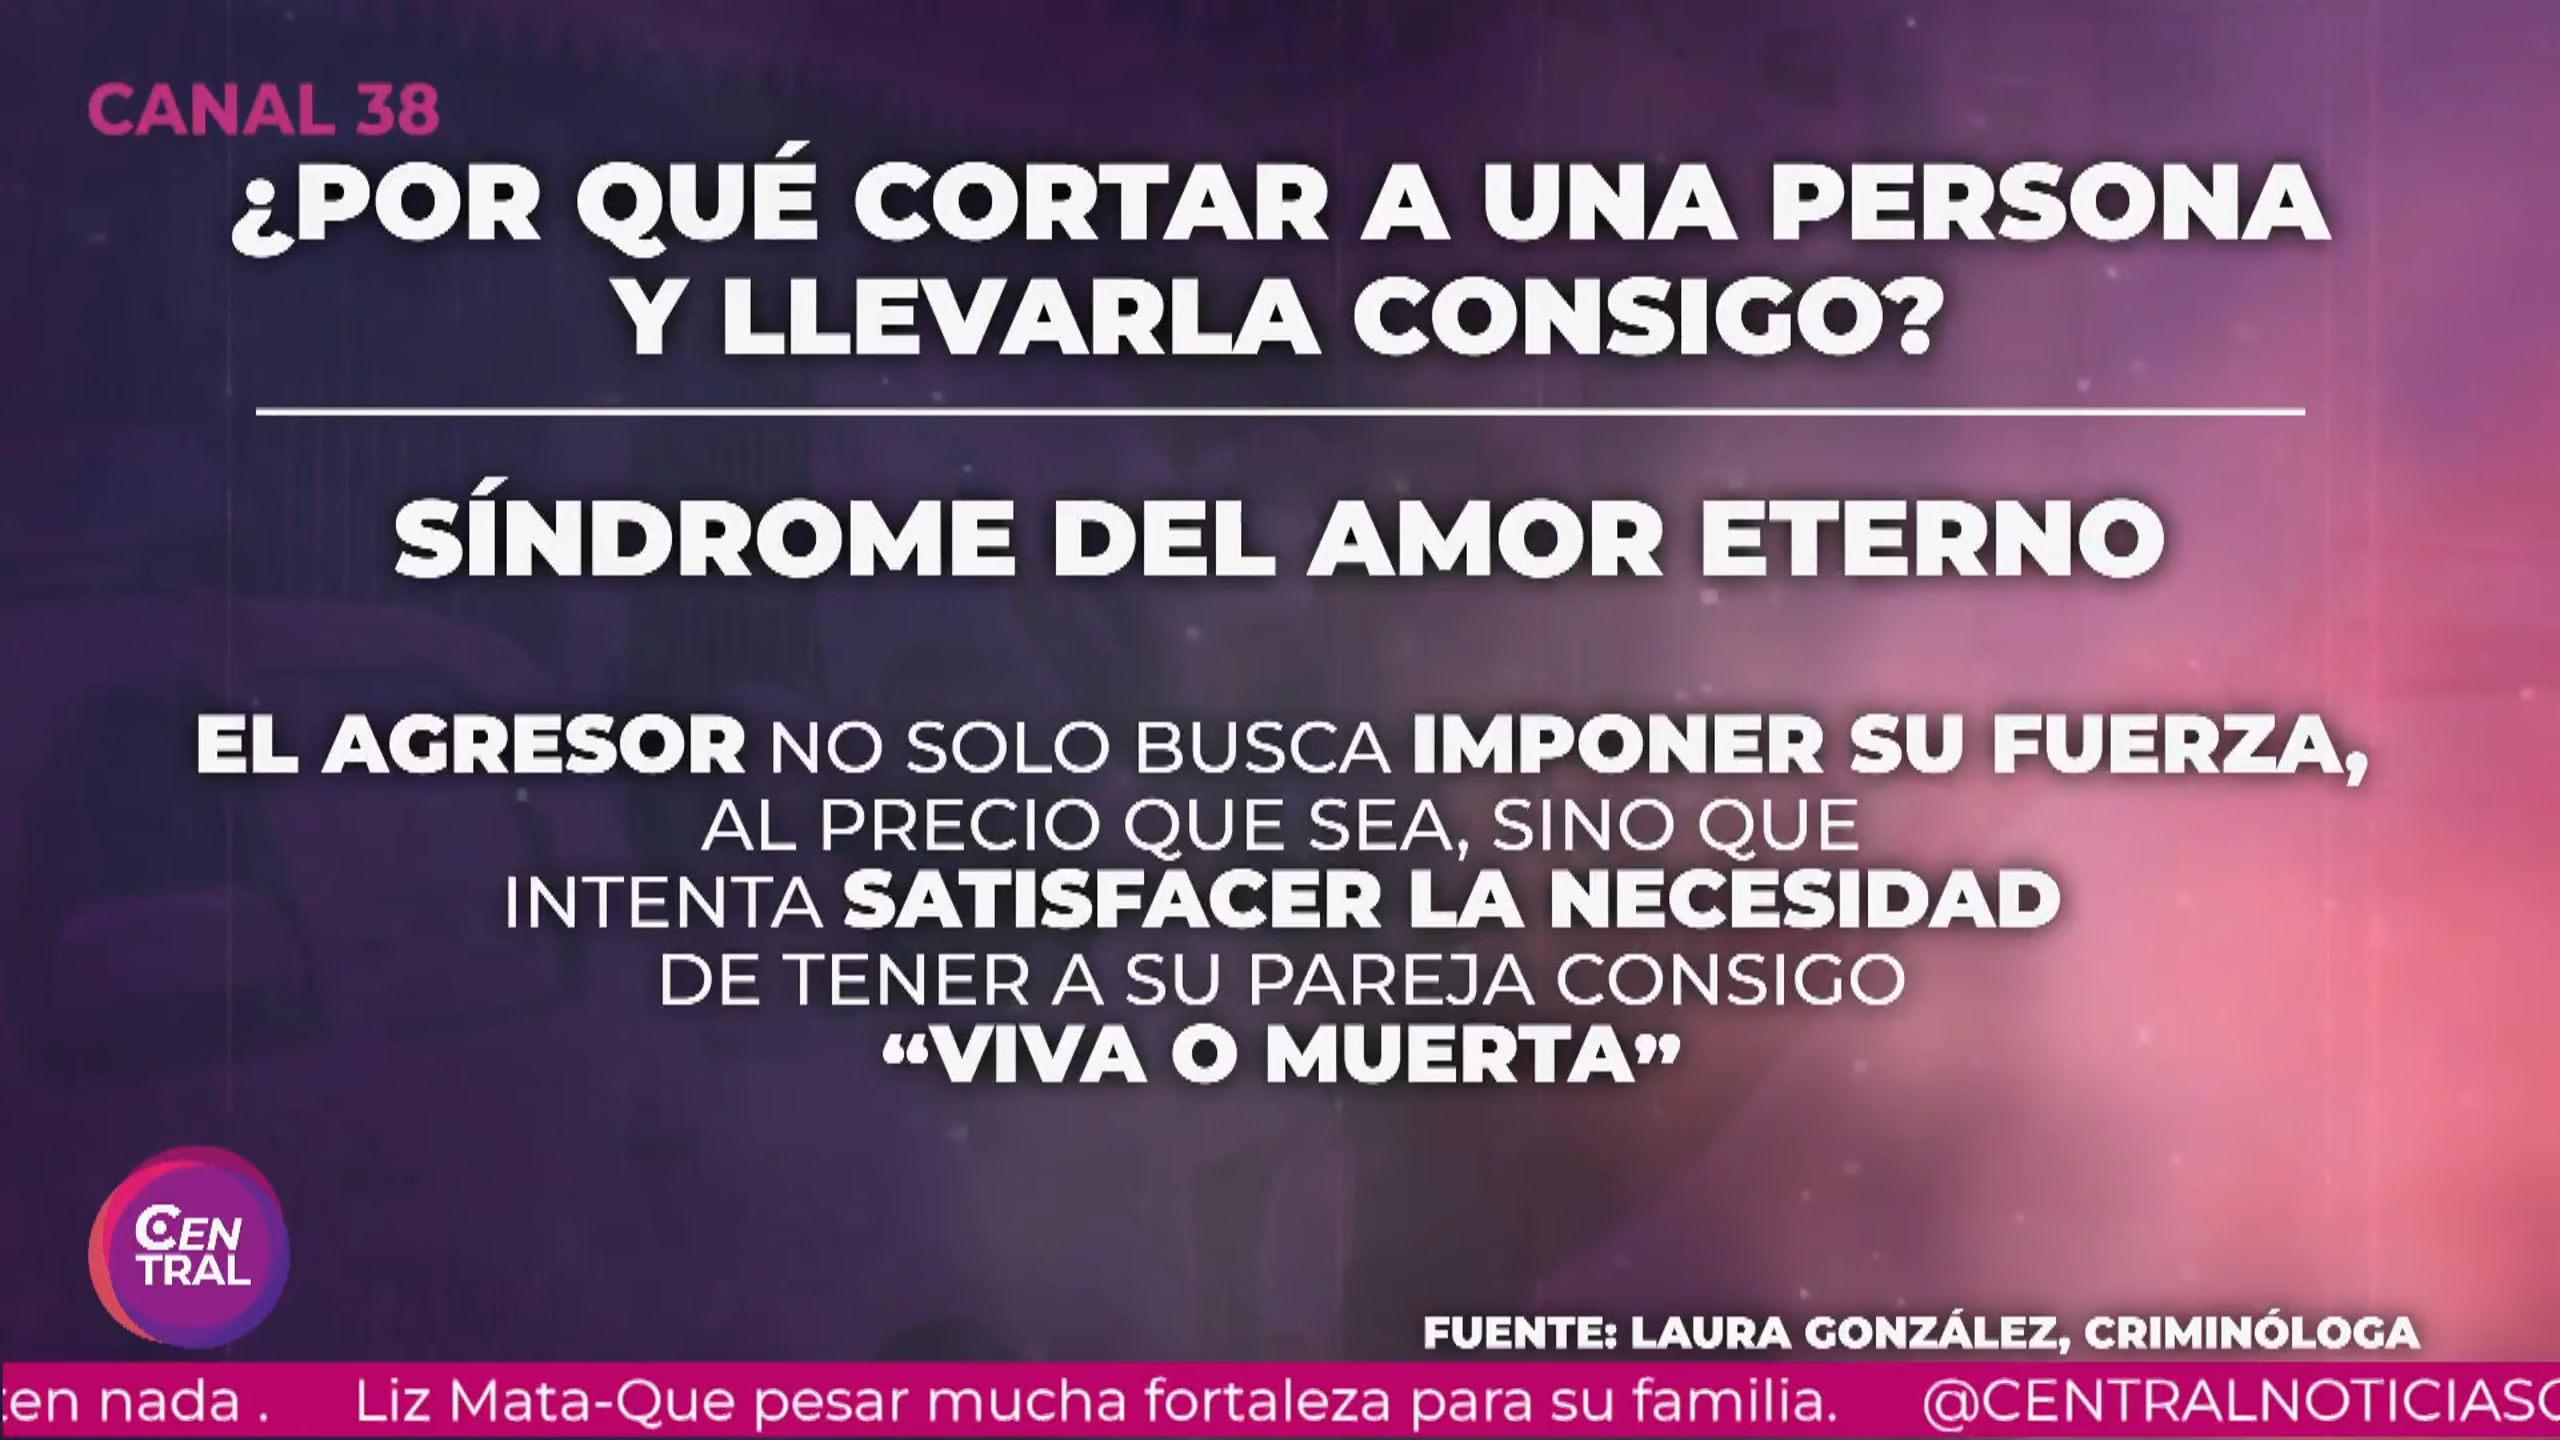 CANAL 38
¿POR QUÉ CORTAR A UNA PERSONA
Y LLEVARLA CONSIGO?
SÍNDROME DEL AMOR ETERNO
EL AGRESOR NO SOLO BUSCA IMPONER SU FUERZA,
AL PRECIO QUE SEA, SINO QUE
INTENTA SATISFACER LA NECESIDAD
DE TENER A SU PAREJA CONSIGO
“VIVA O MUERTA”
CEN
TRAL
FUENTE: LAURA GONZÁLEZ, CRIMINÓLOGA
en nada . Liz Mata-Que pesar mucha fortaleza para su familia. @CENTRALNOTICIAS